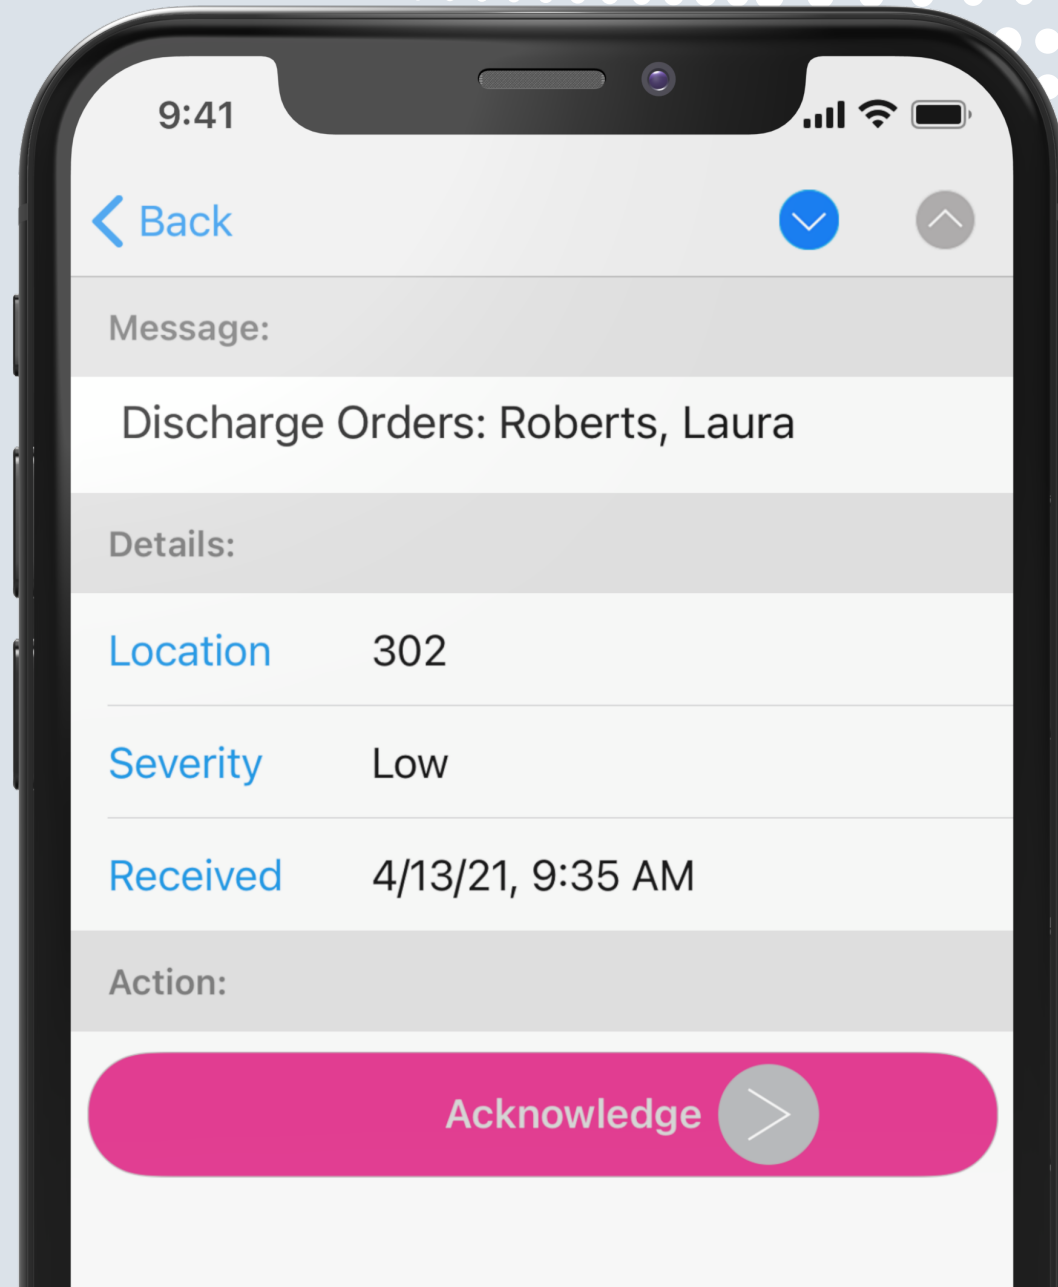 9:41
Back
Message:
Discharge Orders: Roberts, Laura
Details:
Location 302
Severity Low
Received 4/13/21, 9:35 AM
Action:
Acknowledge